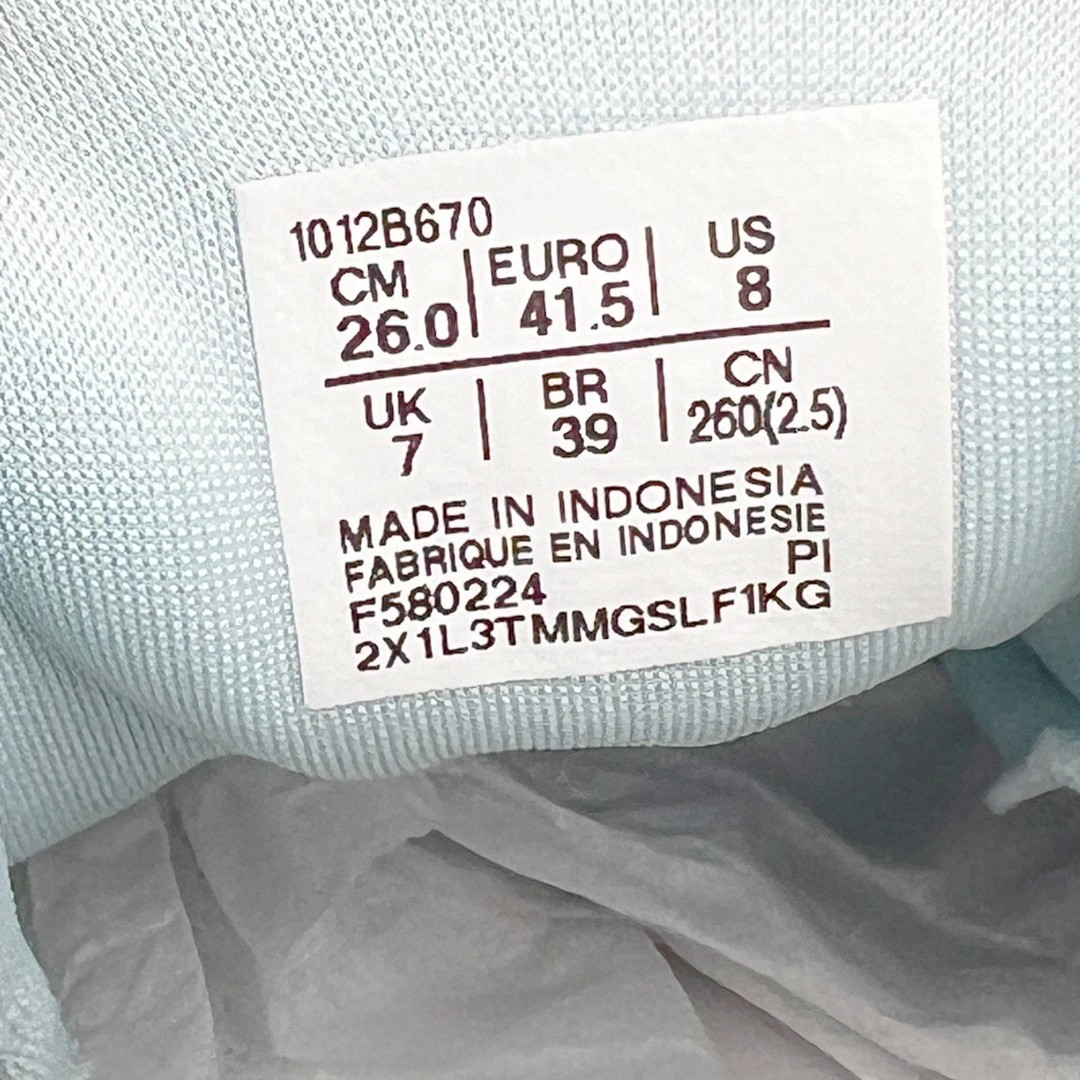 1012B670
CM | EURO | US
26.0 | 41.5 | 8
UK | BR | CN
7 | 39 | 260(2.5)
MADE IN INDONESIA
FABRIQUE EN INDONESIE
F580224 PI
2X1L3TMMGSLF1KG